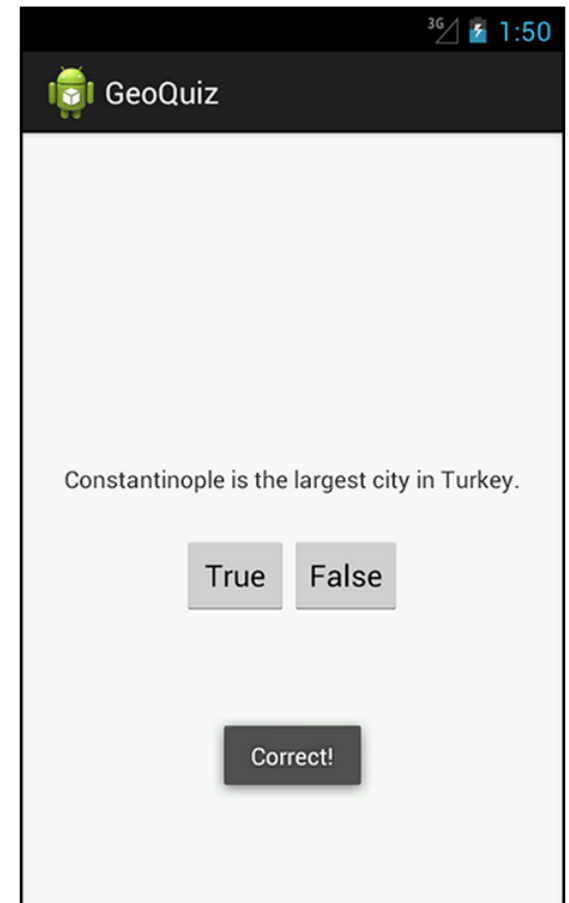 3G 1:50
GeoQuiz
Constantinople is the largest city in Turkey.
True False
Correct!